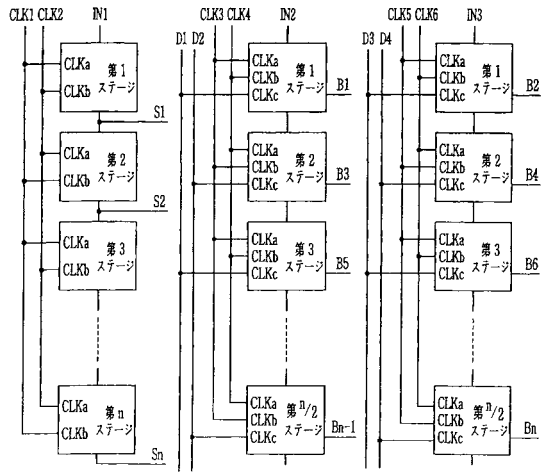 CLK1 CLK2 IN1
CLKa 第1
CLKb ステージ
S1
CLKa 第2
CLKb ステージ
S2
CLKa 第3
CLKb ステージ
CLKa 第n
CLKb ステージ
Sn
D1 D2 CLK3 CLK4 IN2
CLKa
CLKb 第1
CLKc ステージ
B1
CLKa
CLKb 第2
CLKc ステージ
B3
CLKa
CLKb 第3
CLKc ステージ
B5
CLKa
CLKb 第n/2
CLKc ステージ
Bn-1
D3 D4 CLK5 CLK6 IN3
CLKa
CLKb 第1
CLKc ステージ
B2
CLKa
CLKb 第2
CLKc ステージ
B4
CLKa
CLKb 第3
CLKc ステージ
B6
CLKa
CLKb 第n/2
CLKc ステージ
Bn